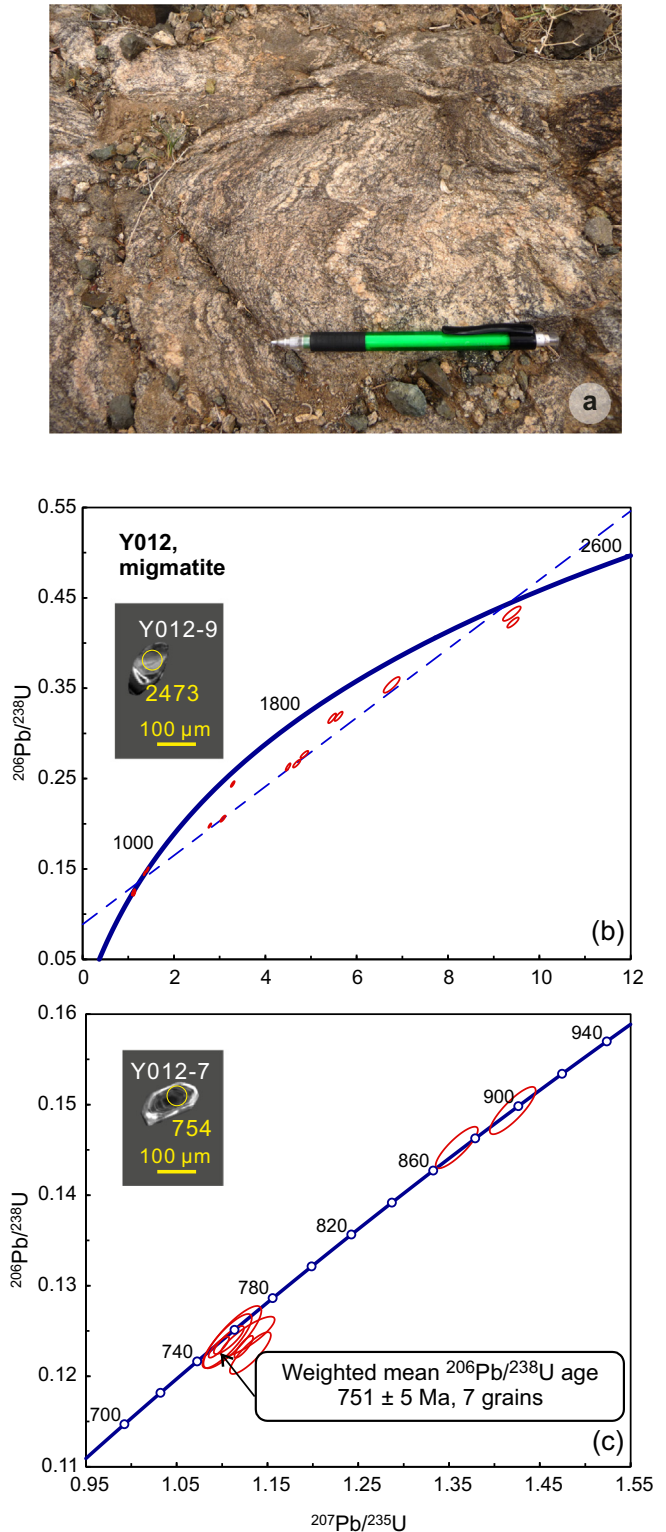 a
0.55
0.45
0.35
0.25
0.15
0.05
²⁰⁶Pb/²³⁸U
Y012,
migmatite
Y012-9
2473
100 µm
1000
1800
2600
(b)
0 2 4 6 8 10 12
0.16
0.15
0.14
0.13
0.12
0.11
²⁰⁶Pb/²³⁸U
Y012-7
754
100 µm
700
740
780
820
860
900
940
Weighted mean ²⁰⁶Pb/²³⁸U age
751 ± 5 Ma, 7 grains
(c)
0.95 1.05 1.15 1.25 1.35 1.45 1.55
²⁰⁷Pb/²³⁵U